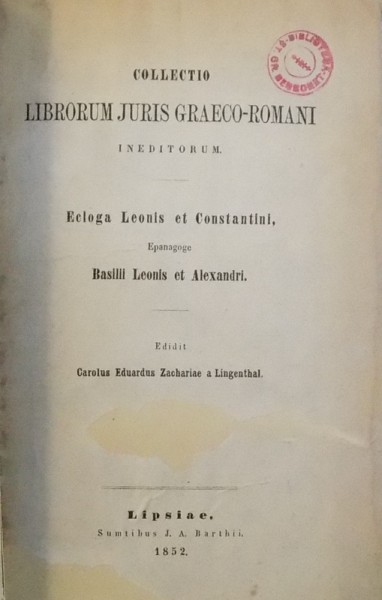 COLLECTIO
LIBRORUM JURIS GRAECO-ROMANI
INEDITORUM.
Ecloga Leonis et Constantini,
Epanagoge
Basilii Leonis et Alexandri.
Edidit
Carolus Eduardus Zachariae a Lingenthal.
Lipsiae,
Sumtibus J. A. Barthii.
1852.